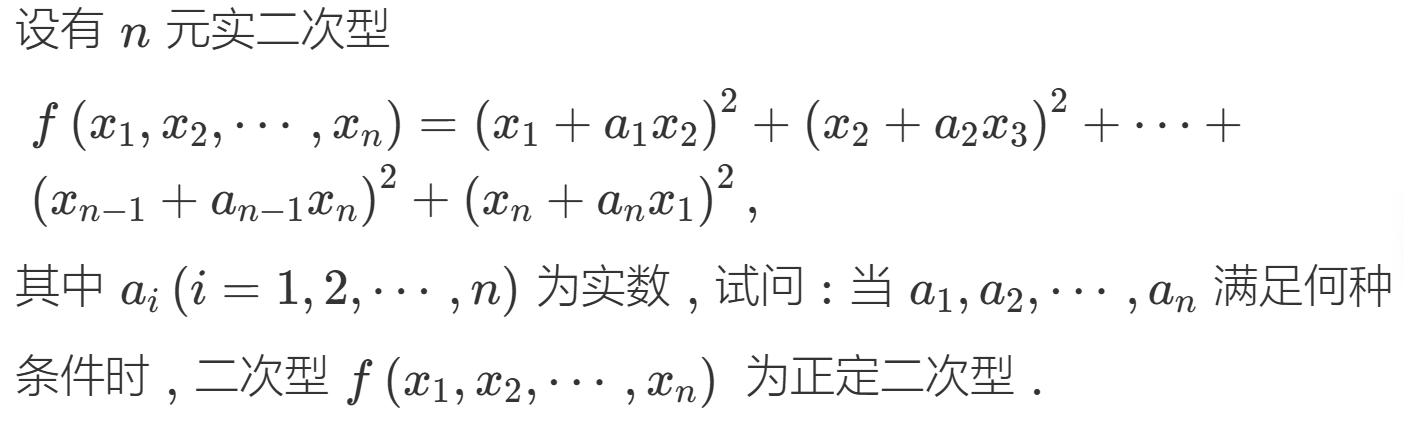 设有 n 元实二次型
f (x₁, x₂, ⋯ , xₙ) = (x₁ + a₁x₂)² + (x₂ + a₂x₃)² + ⋯ +
(xₙ₋₁ + aₙ₋₁xₙ)² + (xₙ + aₙx₁)² ,
其中 aᵢ (i = 1, 2, ⋯ , n) 为实数 , 试问 : 当 a₁, a₂, ⋯ , aₙ 满足何种
条件时 , 二次型 f (x₁, x₂, ⋯ , xₙ) 为正定二次型 .